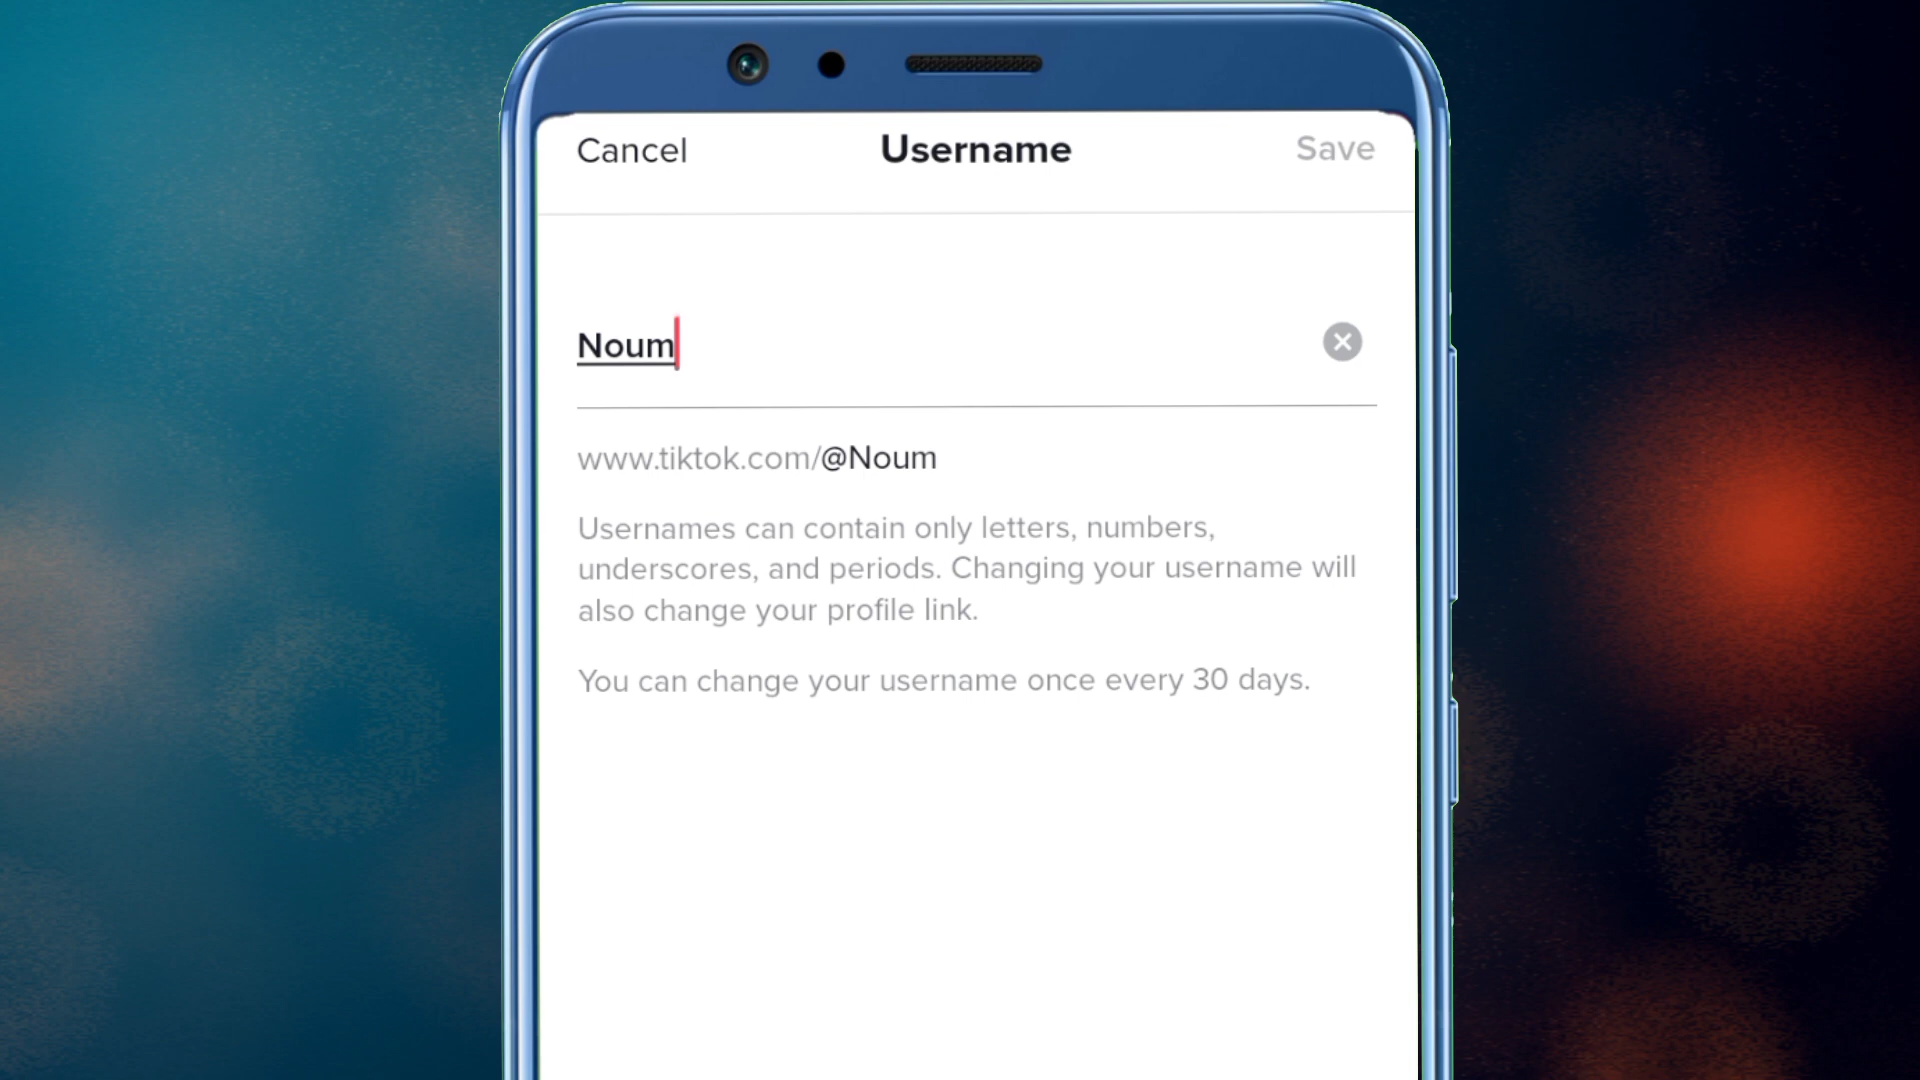 Cancel Username Save
Noum
www.tiktok.com/@Noum
Usernames can contain only letters, numbers,
underscores, and periods. Changing your username will
also change your profile link.
You can change your username once every 30 days.